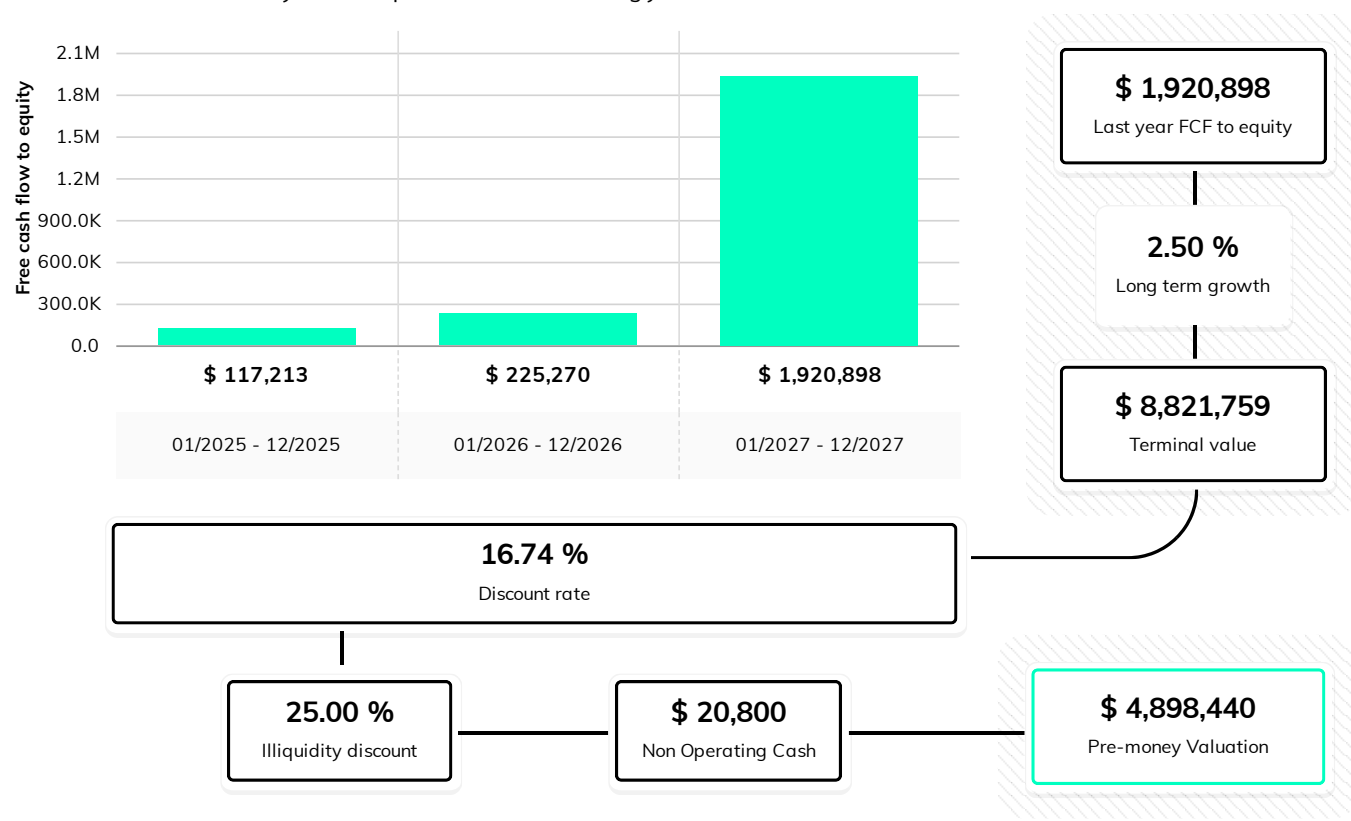 2.1M
1.8M
1.5M
1.2M
900.0K
600.0K
300.0K
0.0
Free cash flow to equity
$ 117,213
$ 225,270
$ 1,920,898
01/2025 - 12/2025
01/2026 - 12/2026
01/2027 - 12/2027
$ 1,920,898
Last year FCF to equity
2.50 %
Long term growth
$ 8,821,759
Terminal value
16.74 %
Discount rate
25.00 %
Illiquidity discount
$ 20,800
Non Operating Cash
$ 4,898,440
Pre-money Valuation